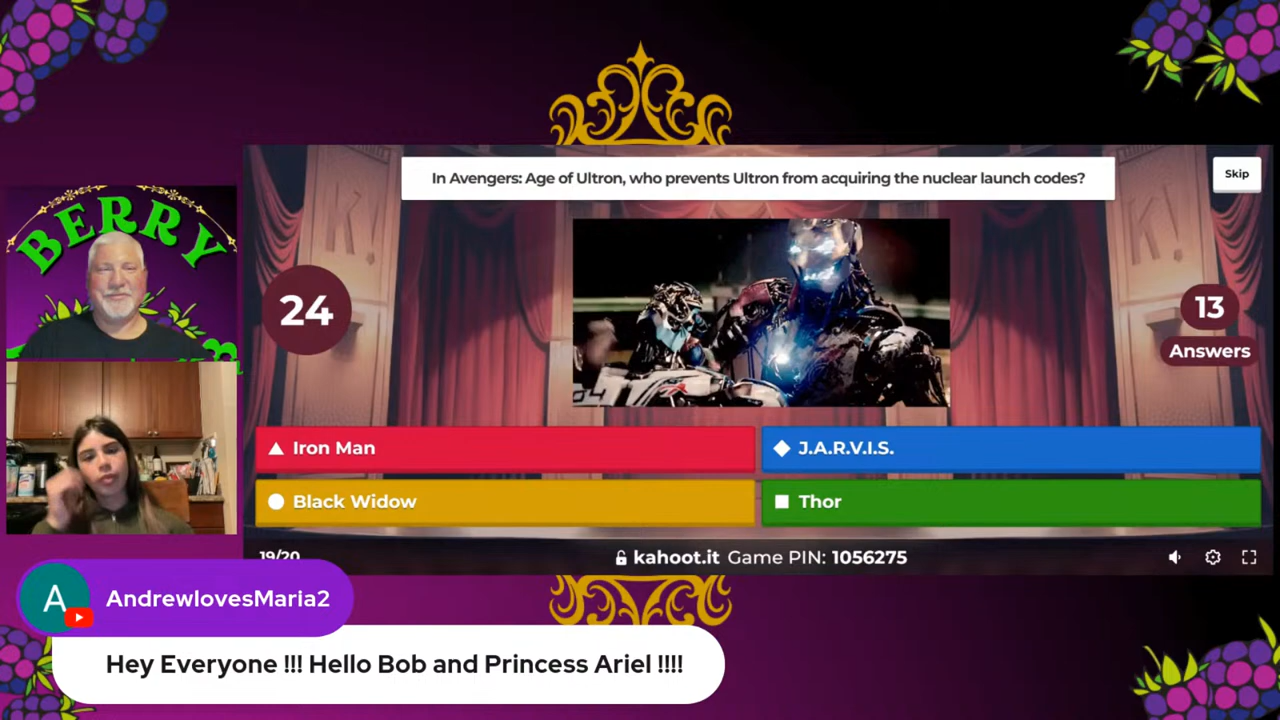 BERRY
In Avengers: Age of Ultron, who prevents Ultron from acquiring the nuclear launch codes?
Skip
K!
K!
24
13
Answers
▲ Iron Man
◆ J.A.R.V.I.S.
● Black Widow
■ Thor
19/20
kahoot.it Game PIN: 1056275
A
AndrewlovesMaria2
Hey Everyone !!! Hello Bob and Princess Ariel !!!!